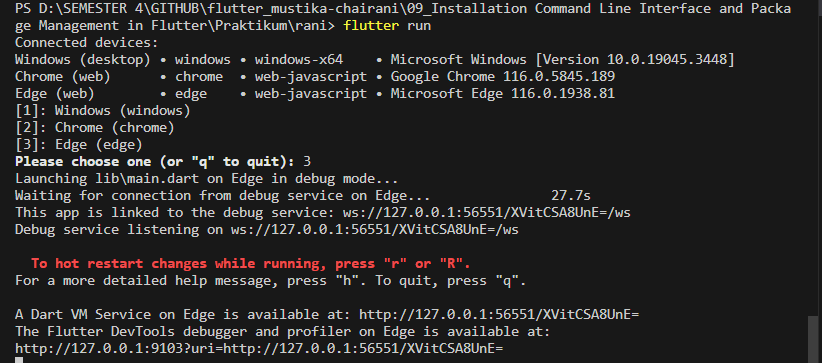 PS D:\SEMESTER 4\GITHUB\flutter_mustika-chairani\09_Installation Command Line Interface and Packa
ge Management in Flutter\Praktikum\rani> flutter run
Connected devices:
Windows (desktop) • windows • windows-x64    • Microsoft Windows [Version 10.0.19045.3448]
Chrome (web)      • chrome  • web-javascript • Google Chrome 116.0.5845.189
Edge (web)        • edge    • web-javascript • Microsoft Edge 116.0.1938.81
[1]: Windows (windows)
[2]: Chrome (chrome)
[3]: Edge (edge)
Please choose one (or "q" to quit): 3
Launching lib\main.dart on Edge in debug mode...
Waiting for connection from debug service on Edge...               27.7s
This app is linked to the debug service: ws://127.0.0.1:56551/XVitCSA8UnE=/ws
Debug service listening on ws://127.0.0.1:56551/XVitCSA8UnE=/ws
To hot restart changes while running, press "r" or "R".
For a more detailed help message, press "h". To quit, press "q".
A Dart VM Service on Edge is available at: http://127.0.0.1:56551/XVitCSA8UnE=
The Flutter DevTools debugger and profiler on Edge is available at:
http://127.0.0.1:9103?uri=http://127.0.0.1:56551/XVitCSA8UnE=